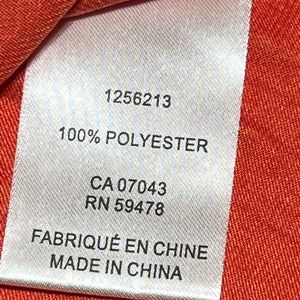 1256213
100% POLYESTER
CA 07043
RN 59478
FABRIQUÉ EN CHINE
MADE IN CHINA